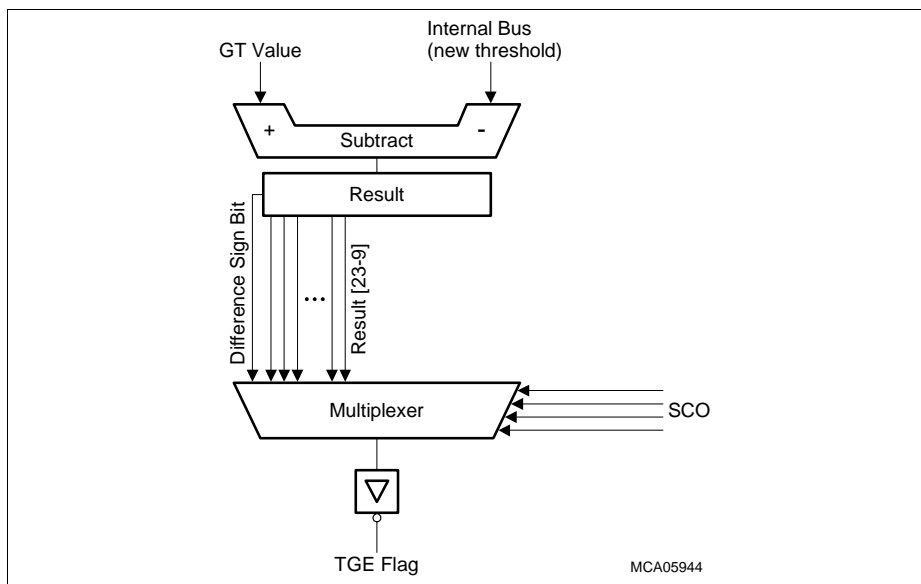 GT Value
Internal Bus
(new threshold)
+
-
Subtract
Result
Difference Sign Bit
...
Result [23-9]
Multiplexer
SCO
TGE Flag
MCA05944